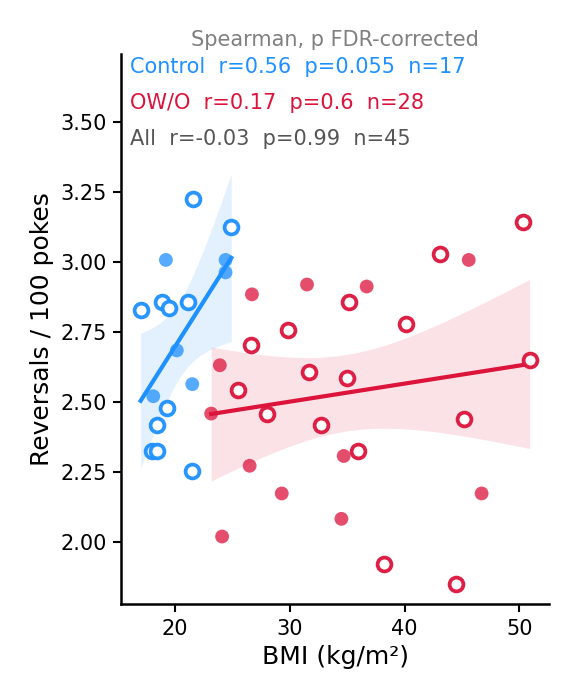 Spearman, p FDR-corrected
Control  r=0.56  p=0.055  n=17
OW/O  r=0.17  p=0.6  n=28
All  r=-0.03  p=0.99  n=45
Reversals / 100 pokes
3.50
3.25
3.00
2.75
2.50
2.25
2.00
20 30 40 50
BMI (kg/m²)